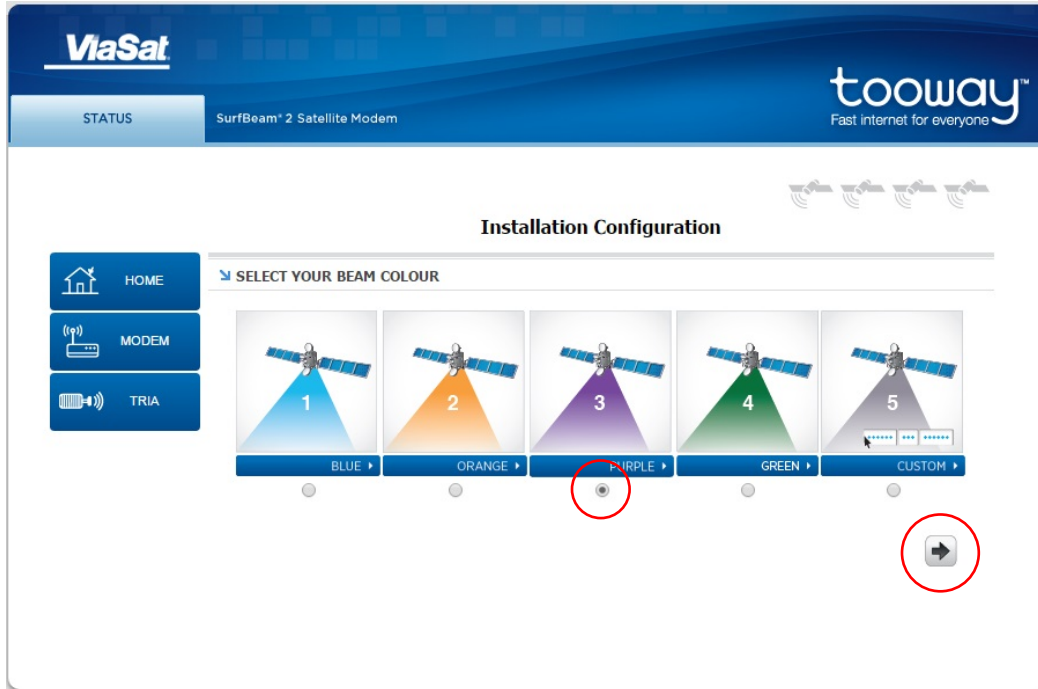 ViaSat
tooway™
Fast internet for everyone
STATUS
SurfBeam® 2 Satellite Modem
Installation Configuration
HOME
MODEM
TRIA
SELECT YOUR BEAM COLOUR
1
2
3
4
5
BLUE
ORANGE
PURPLE
GREEN
CUSTOM